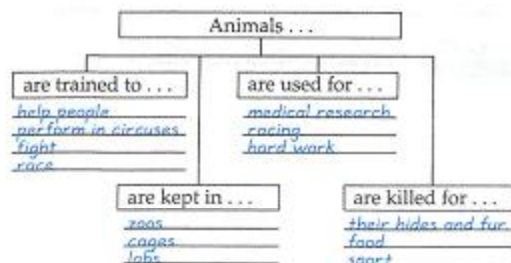 Animals . . .
are trained to . . .
help people
perform in circuses
fight
race
are used for . . .
medical research
racing
hard work
are kept in . . .
zoos
cages
labs
are killed for . . .
their hides and fur
food
sport